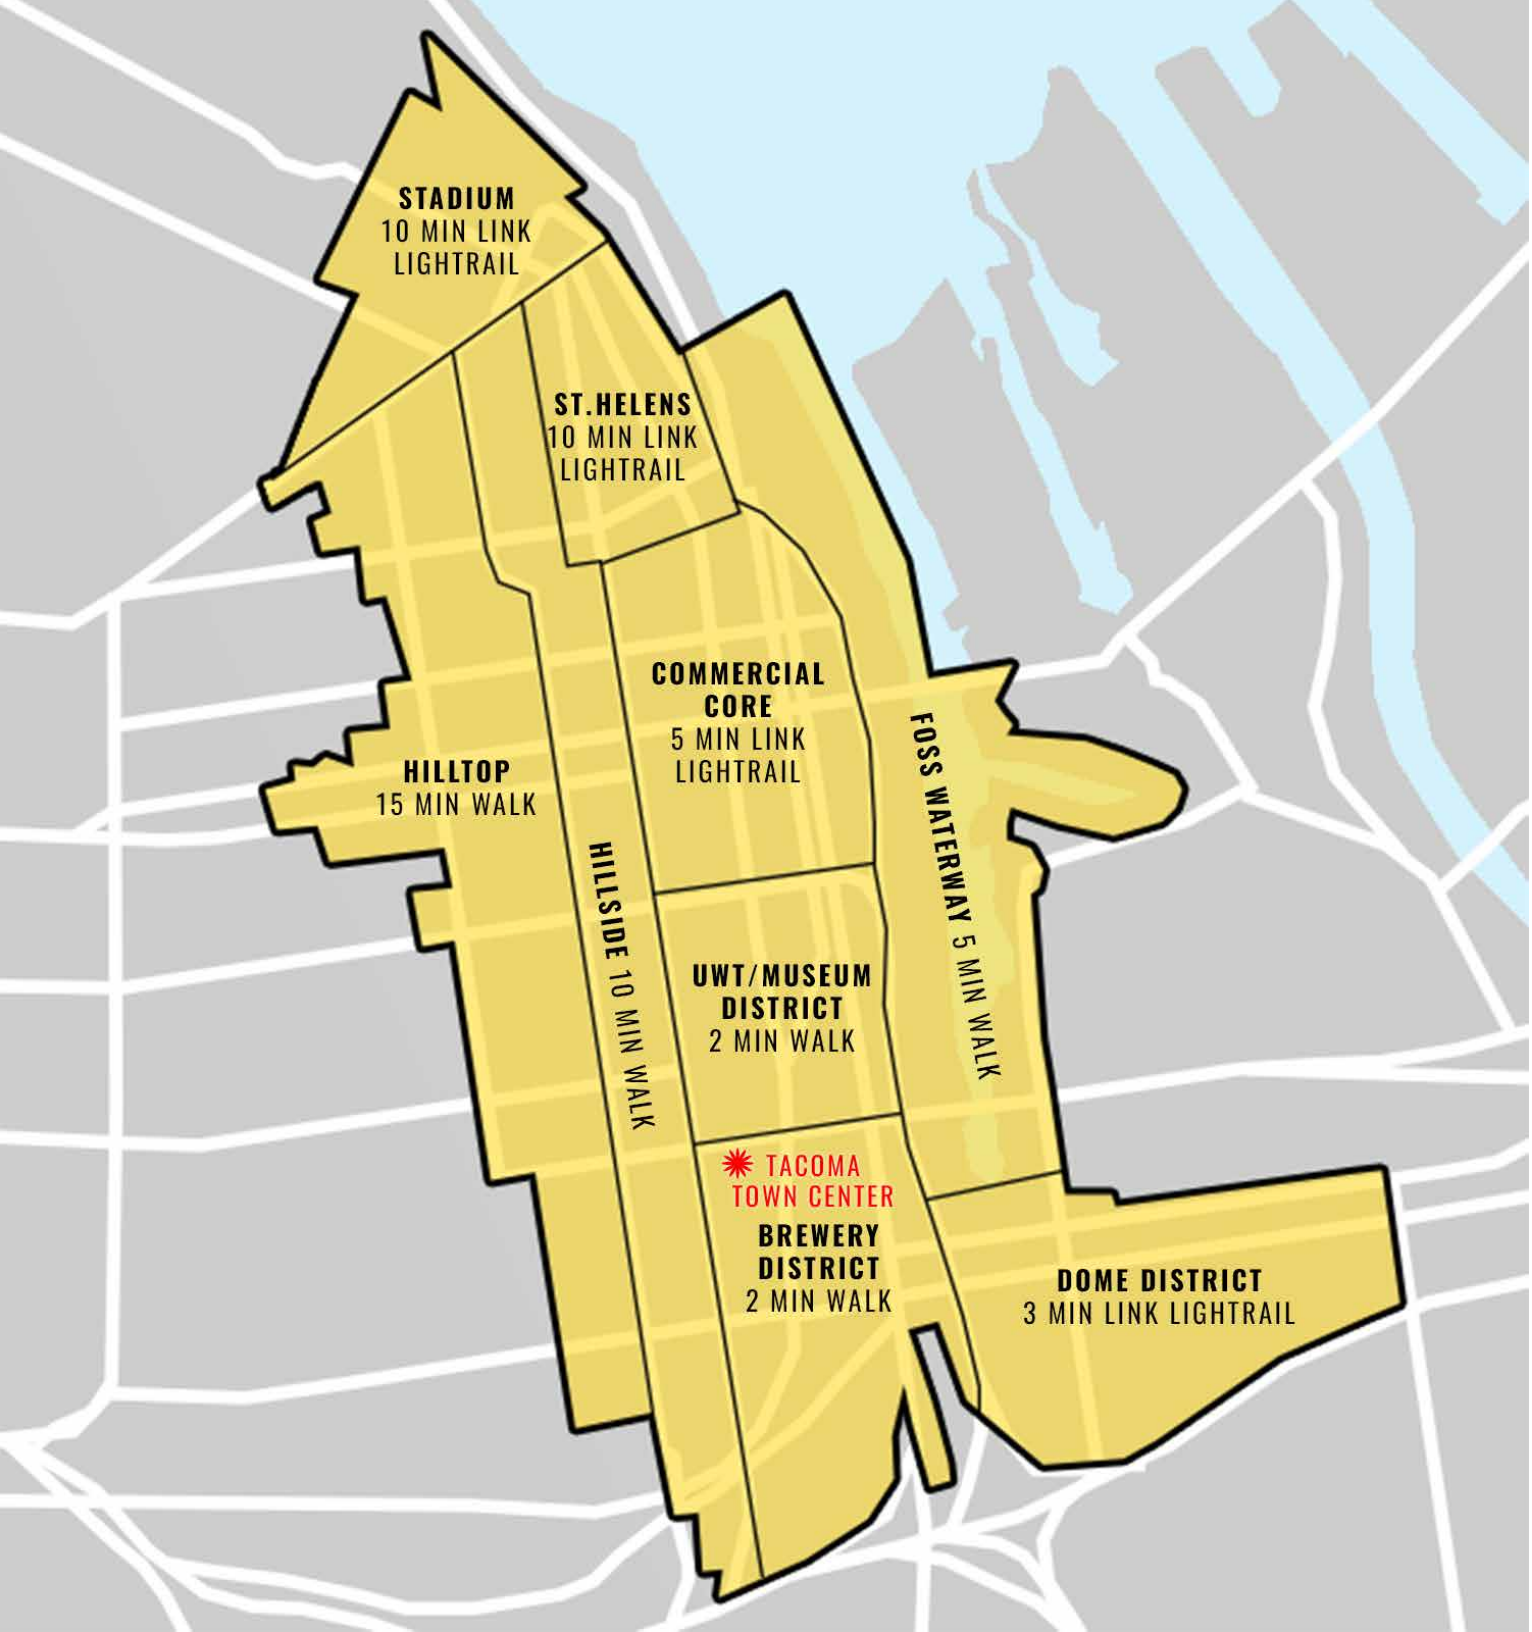 STADIUM
10 MIN LINK
LIGHTRAIL
ST.HELENS
10 MIN LINK
LIGHTRAIL
COMMERCIAL
CORE
5 MIN LINK
LIGHTRAIL
HILLTOP
15 MIN WALK
HILLSIDE 10 MIN WALK
FOSS WATERWAY 5 MIN WALK
UWT/MUSEUM
DISTRICT
2 MIN WALK
TACOMA
TOWN CENTER
BREWERY
DISTRICT
2 MIN WALK
DOME DISTRICT
3 MIN LINK LIGHTRAIL